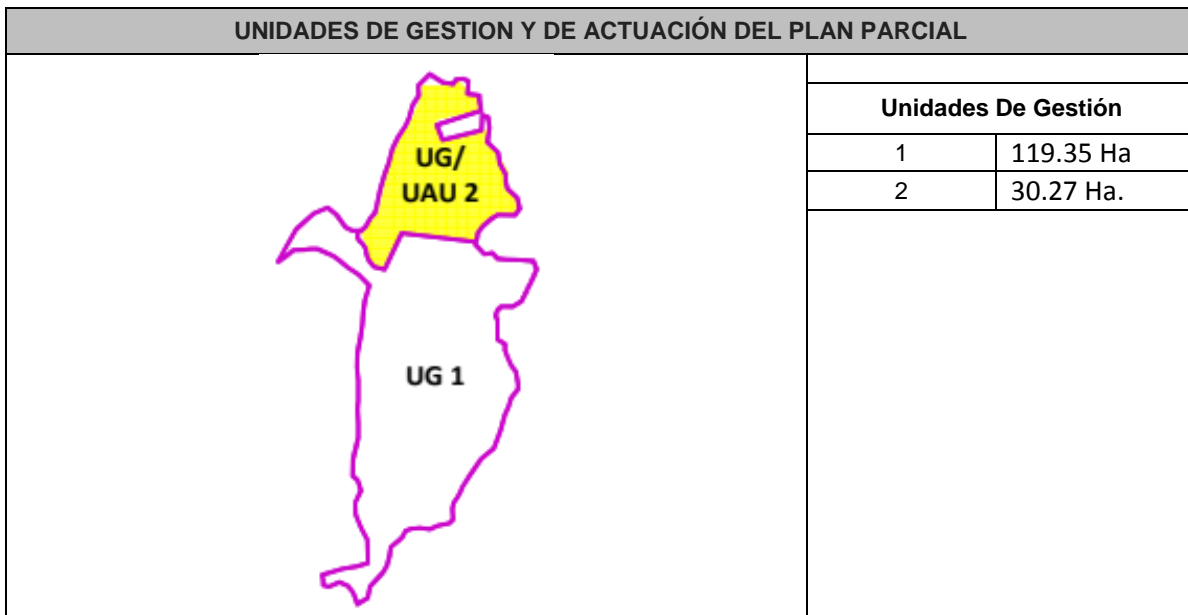 UNIDADES DE GESTION Y DE ACTUACIÓN DEL PLAN PARCIAL
UG/
UAU 2
UG 1
Unidades De Gestión
1 119.35 Ha
2 30.27 Ha.